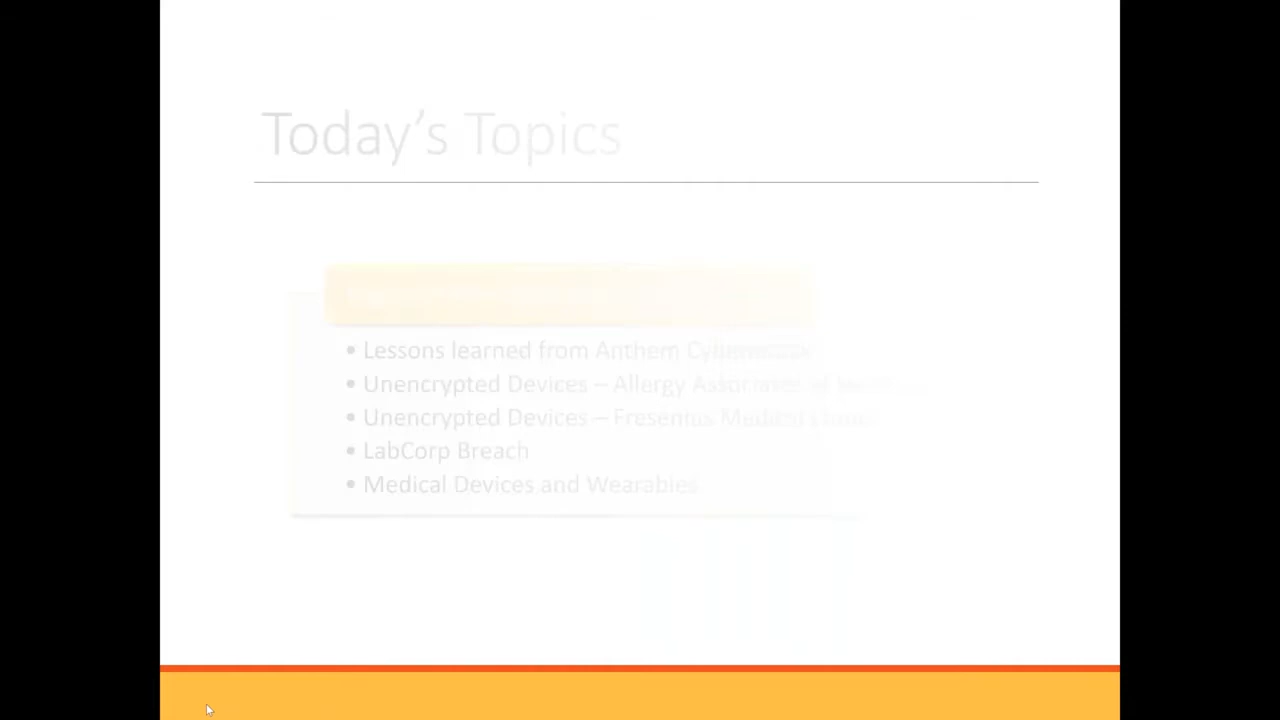 Today's Topics
• Lessons learned from Anthem
• Unencrypted Devices – Allergy Associates of
• Unencrypted Devices – Fresenius Medical
• LabCorp Breach
• Medical Devices and Wearables